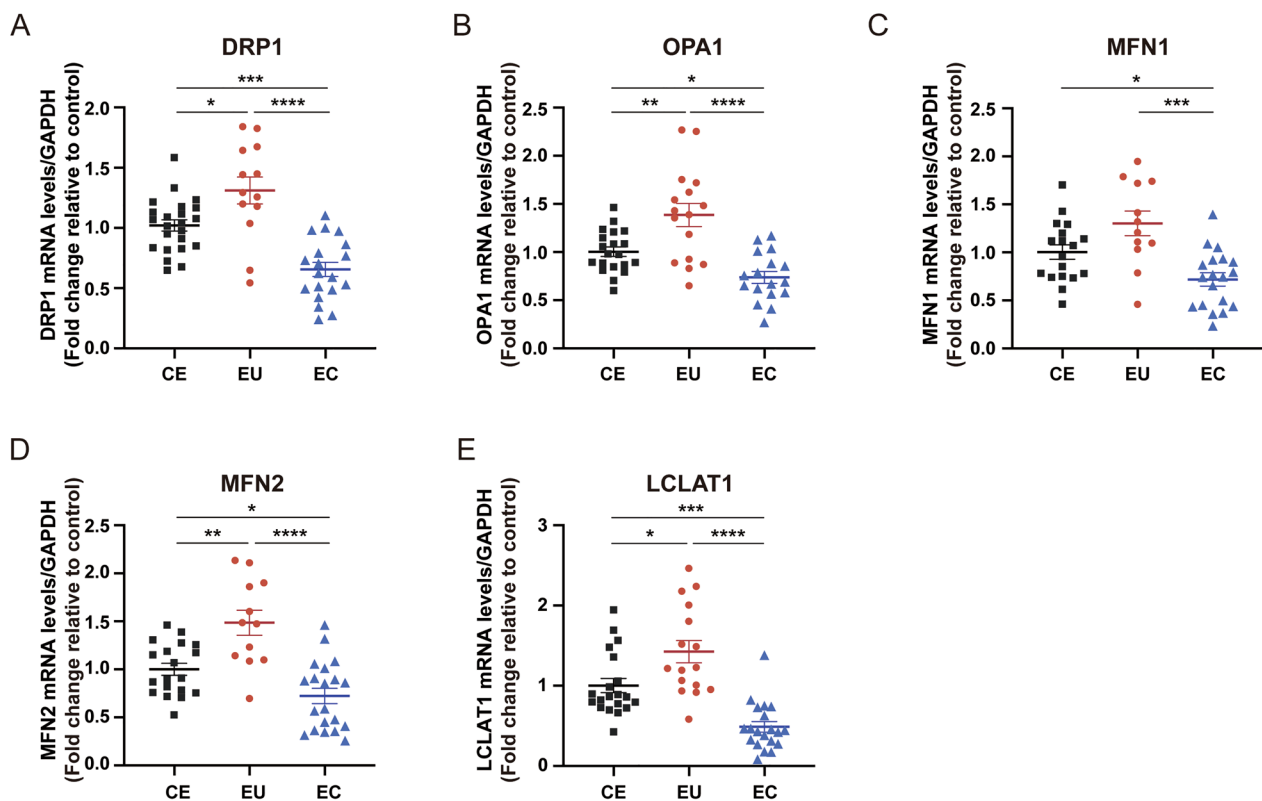 A
DRP1
***
*
****
DRP1 mRNA levels/GAPDH
(Fold change relative to control)
2.0
1.5
1.0
0.5
0.0
CE
EU
EC
B
OPA1
*
**
****
OPA1 mRNA levels/GAPDH
(Fold change relative to control)
2.5
2.0
1.5
1.0
0.5
0.0
CE
EU
EC
C
MFN1
*
***
MFN1 mRNA levels/GAPDH
(Fold change relative to control)
2.5
2.0
1.5
1.0
0.5
0.0
CE
EU
EC
D
MFN2
*
**
****
MFN2 mRNA levels/GAPDH
(Fold change relative to control)
2.5
2.0
1.5
1.0
0.5
0.0
CE
EU
EC
E
LCLAT1
***
*
****
LCLAT1 mRNA levels/GAPDH
(Fold change relative to control)
3
2
1
0
CE
EU
EC